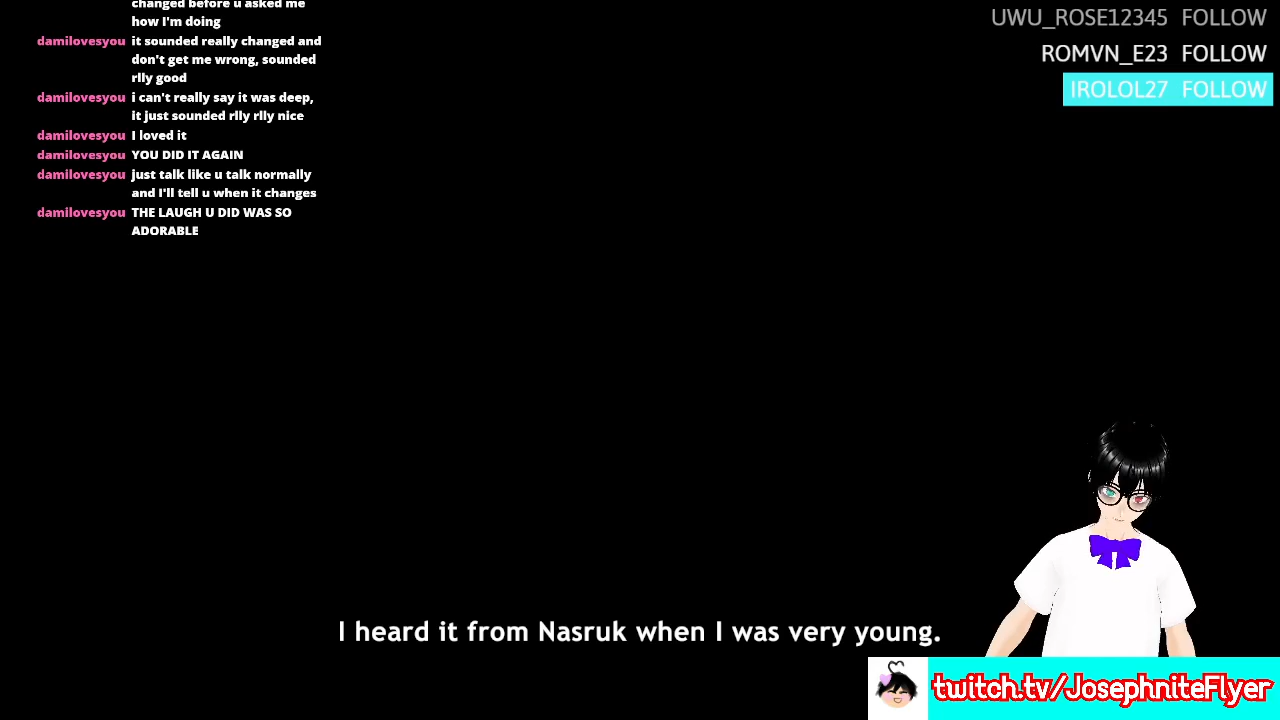 changed before u asked me
how I'm doing
damilovesyou it sounded really changed and
don't get me wrong, sounded
rlly good
damilovesyou i can't really say it was deep,
it just sounded rlly rlly nice
damilovesyou I loved it
damilovesyou YOU DID IT AGAIN
damilovesyou just talk like u talk normally
and I'll tell u when it changes
damilovesyou THE LAUGH U DID WAS SO
ADORABLE
UWU_ROSE12345 FOLLOW
ROMVN_E23 FOLLOW
IROLOL27 FOLLOW
I heard it from Nasruk when I was very young.
twitch.tv/JosephniteFlyer